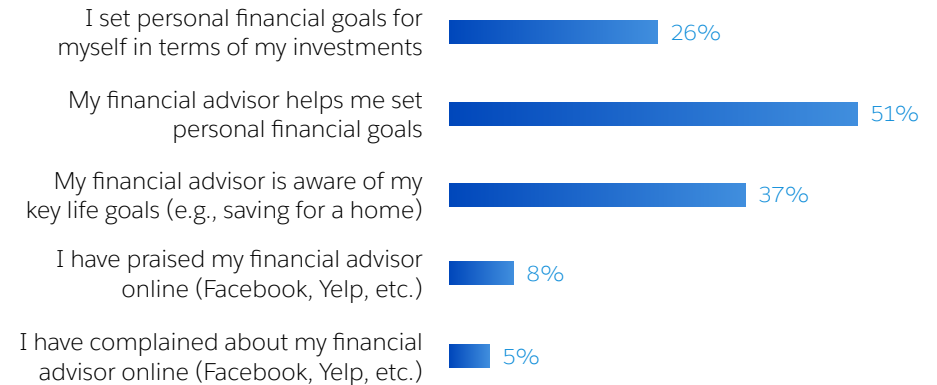 I set personal financial goals for
myself in terms of my investments
26%
My financial advisor helps me set
personal financial goals
51%
My financial advisor is aware of my
key life goals (e.g., saving for a home)
37%
I have praised my financial advisor
online (Facebook, Yelp, etc.)
8%
I have complained about my financial
advisor online (Facebook, Yelp, etc.)
5%